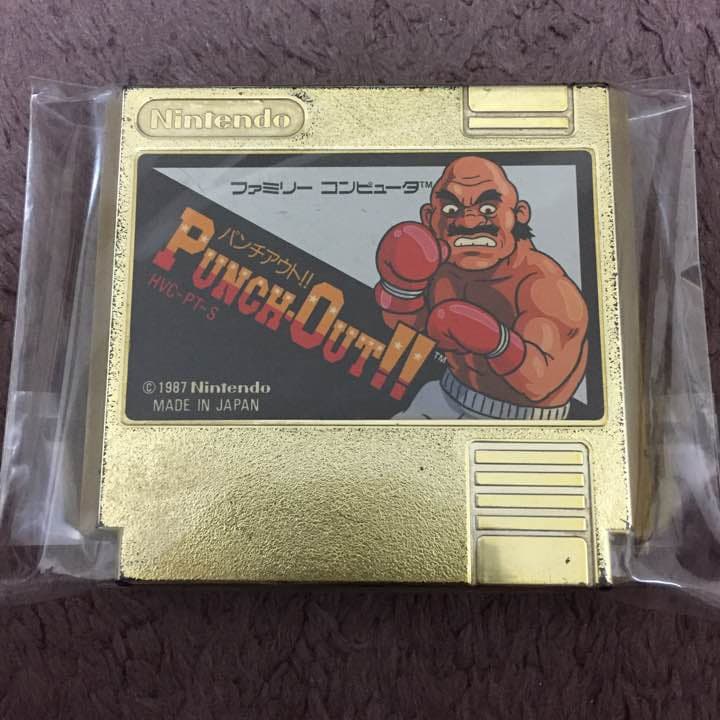 Nintendo
ファミリー コンピュータ™
パンチアウト!!
PUNCH-OUT!!™
HVC-PT-S
©1987 Nintendo
MADE IN JAPAN